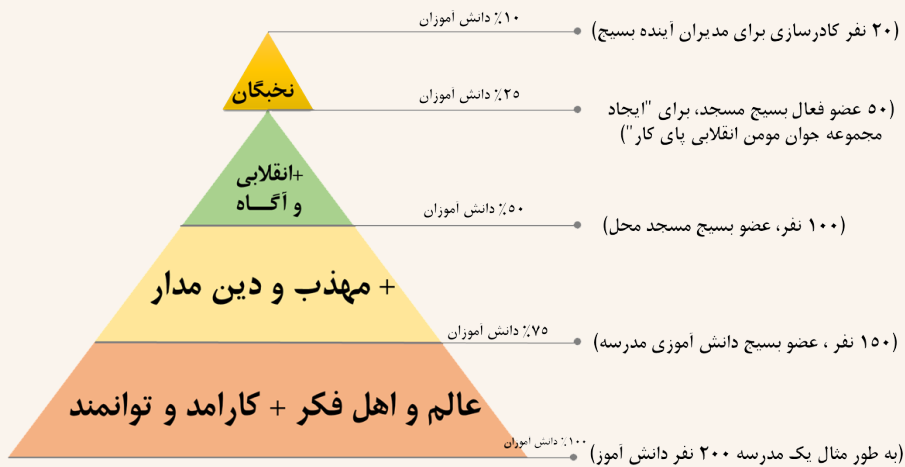 ٪۱۰ دانش آموزان
(۲۰ نفر کادرسازی برای مدیران آینده بسیج)
نخبگان
٪۲۵ دانش آموزان
(۵۰ عضو فعال بسیج مسجد، برای "ایجاد
مجموعه جوان مومن انقلابی پای کار")
+انقلابی
و آگــاه
٪۵۰ دانش آموزان
(۱۰۰ نفر، عضو بسیج مسجد محل)
+ مهذب و دین مدار
٪۷۵ دانش آموزان
(۱۵۰ نفر ، عضو بسیج دانش آموزی مدرسه)
عالم و اهل فکر + کارامد و توانمند
٪۱۰۰ دانش اموران
(به طور مثال یک مدرسه ۲۰۰ نفر دانش آموز)